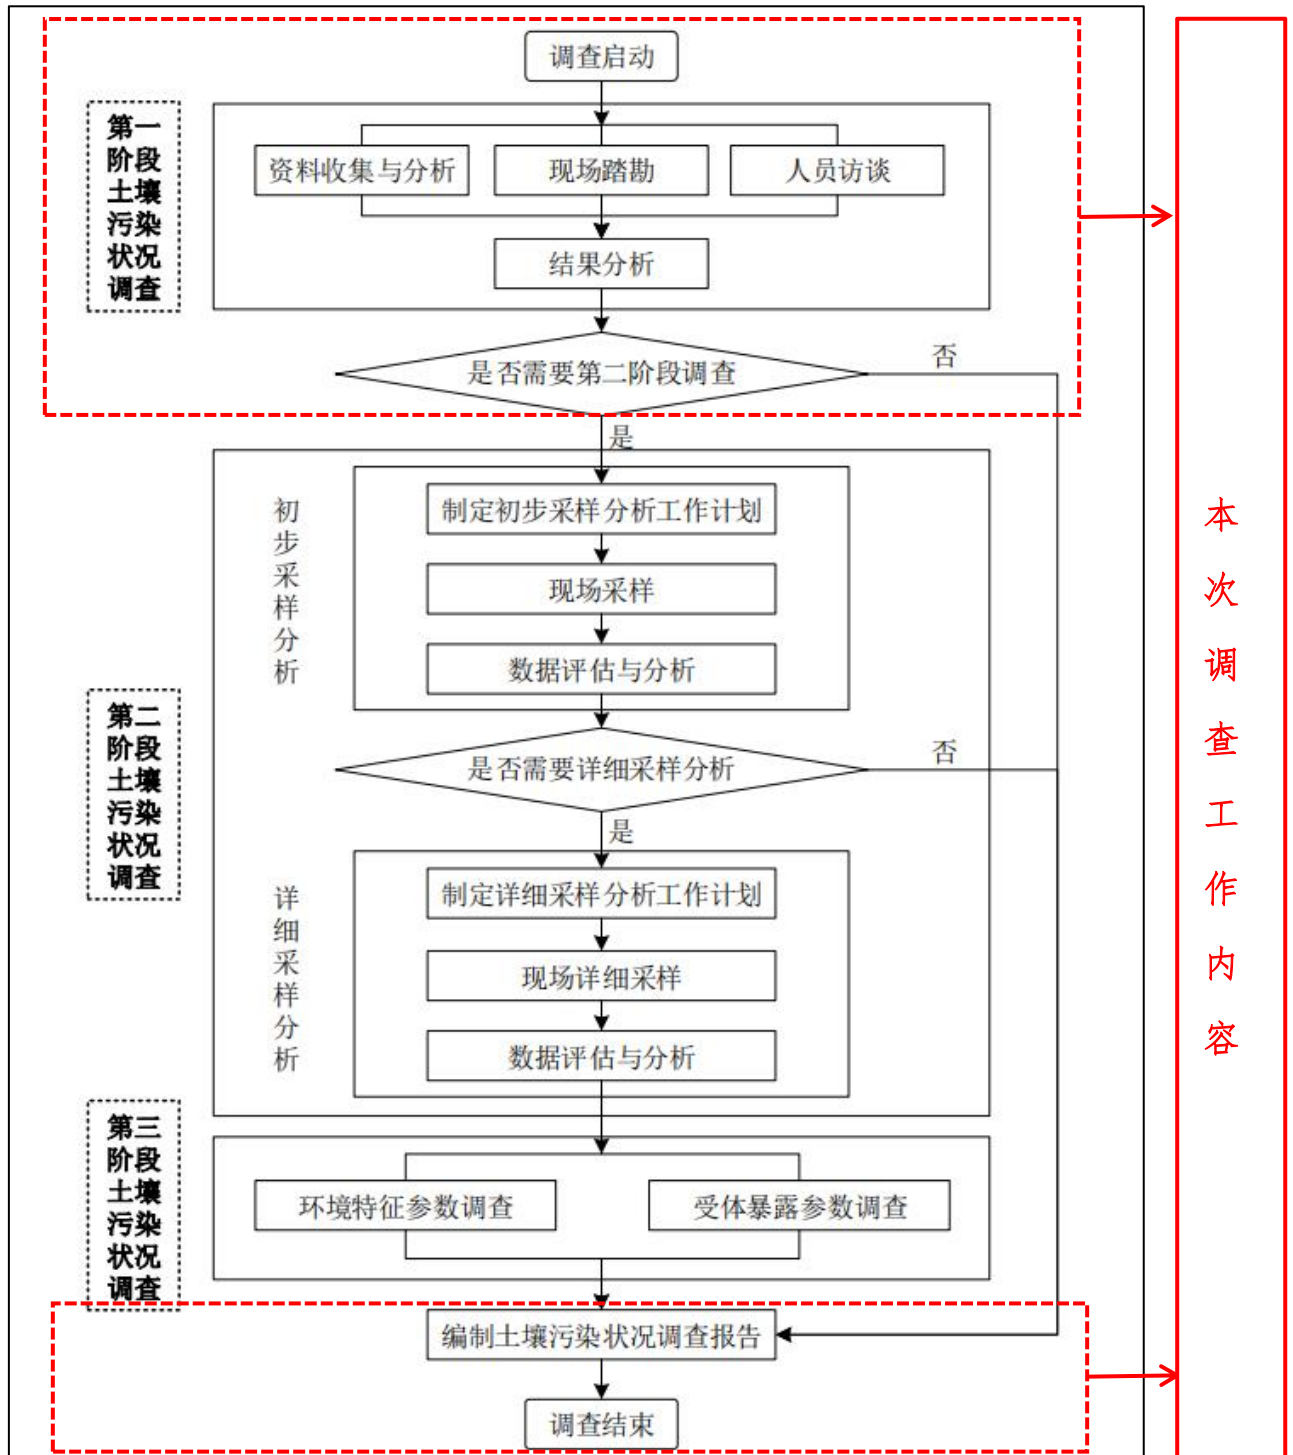 调查启动
第一
阶段
土壤
污染
状况
调查
资料收集与分析
现场踏勘
人员访谈
结果分析
是否需要第二阶段调查
否
是
初
步
采
样
分
析
制定初步采样分析工作计划
现场采样
数据评估与分析
第二
阶段
土壤
污染
状况
调查
是否需要详细采样分析
否
是
详
细
采
样
分
析
制定详细采样分析工作计划
现场详细采样
数据评估与分析
第三
阶段
土壤
污染
状况
调查
环境特征参数调查
受体暴露参数调查
编制土壤污染状况调查报告
调查结束
本
次
调
查
工
作
内
容